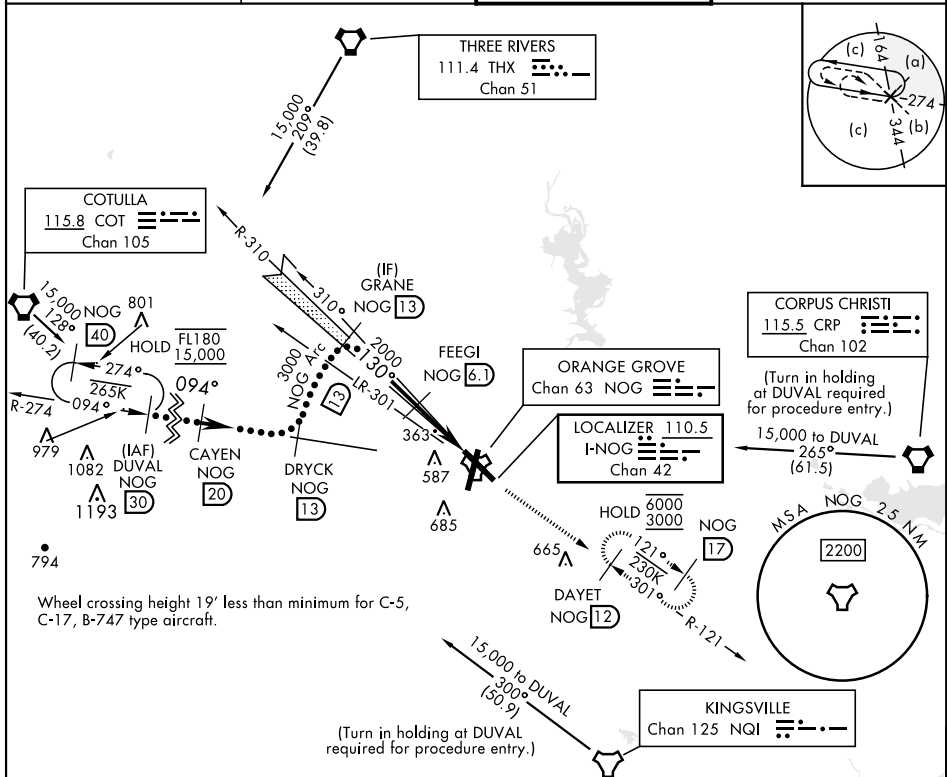 THREE RIVERS
111.4 THX
Chan 51
(c)
164
(a)
274
(c)
344
(b)
15,000
209°
(39.8)
COTULLA
115.8 COT
Chan 105
R-310
(IF)
GRANE
NOG 13
310°
2000
130°
15,000
128°
(40.2)
NOG
40
801
HOLD
FL180
15,000
274°
265K
094°
094°
R-274
3000
NOG Arc
13
LR-301
FEEGI
NOG 6.1
363
ORANGE GROVE
Chan 63 NOG
CORPUS CHRISTI
115.5 CRP
Chan 102
(Turn in holding
at DUVAL required
for procedure entry.)
15,000 to DUVAL
265°
(61.5)
LOCALIZER 110.5
I-NOG
Chan 42
979
1082
1193
(IAF)
DUVAL
NOG
30
CAYEN
NOG
20
DRYCK
NOG
13
587
685
HOLD
6000
3000
NOG
17
665
121°
230K
301°
DAYET
NOG 12
R-121
MSA NOG 25 NM
2200
794
Wheel crossing height 19' less than minimum for C-5,
C-17, B-747 type aircraft.
15,000 to DUVAL
300°
(50.9)
(Turn in holding at DUVAL
required for procedure entry.)
KINGSVILLE
Chan 125 NQI